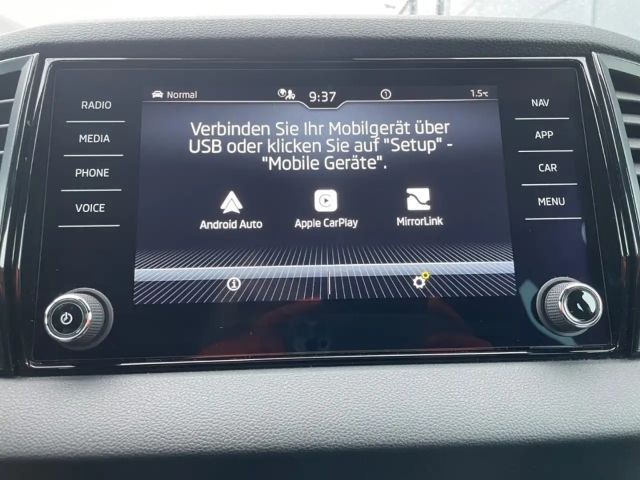 Normal
9:37
1
1.5°C
RADIO
MEDIA
PHONE
VOICE
Verbinden Sie Ihr Mobilgerät über
USB oder klicken Sie auf "Setup" -
"Mobile Geräte".
Android Auto
Apple CarPlay
MirrorLink
NAV
APP
CAR
MENU